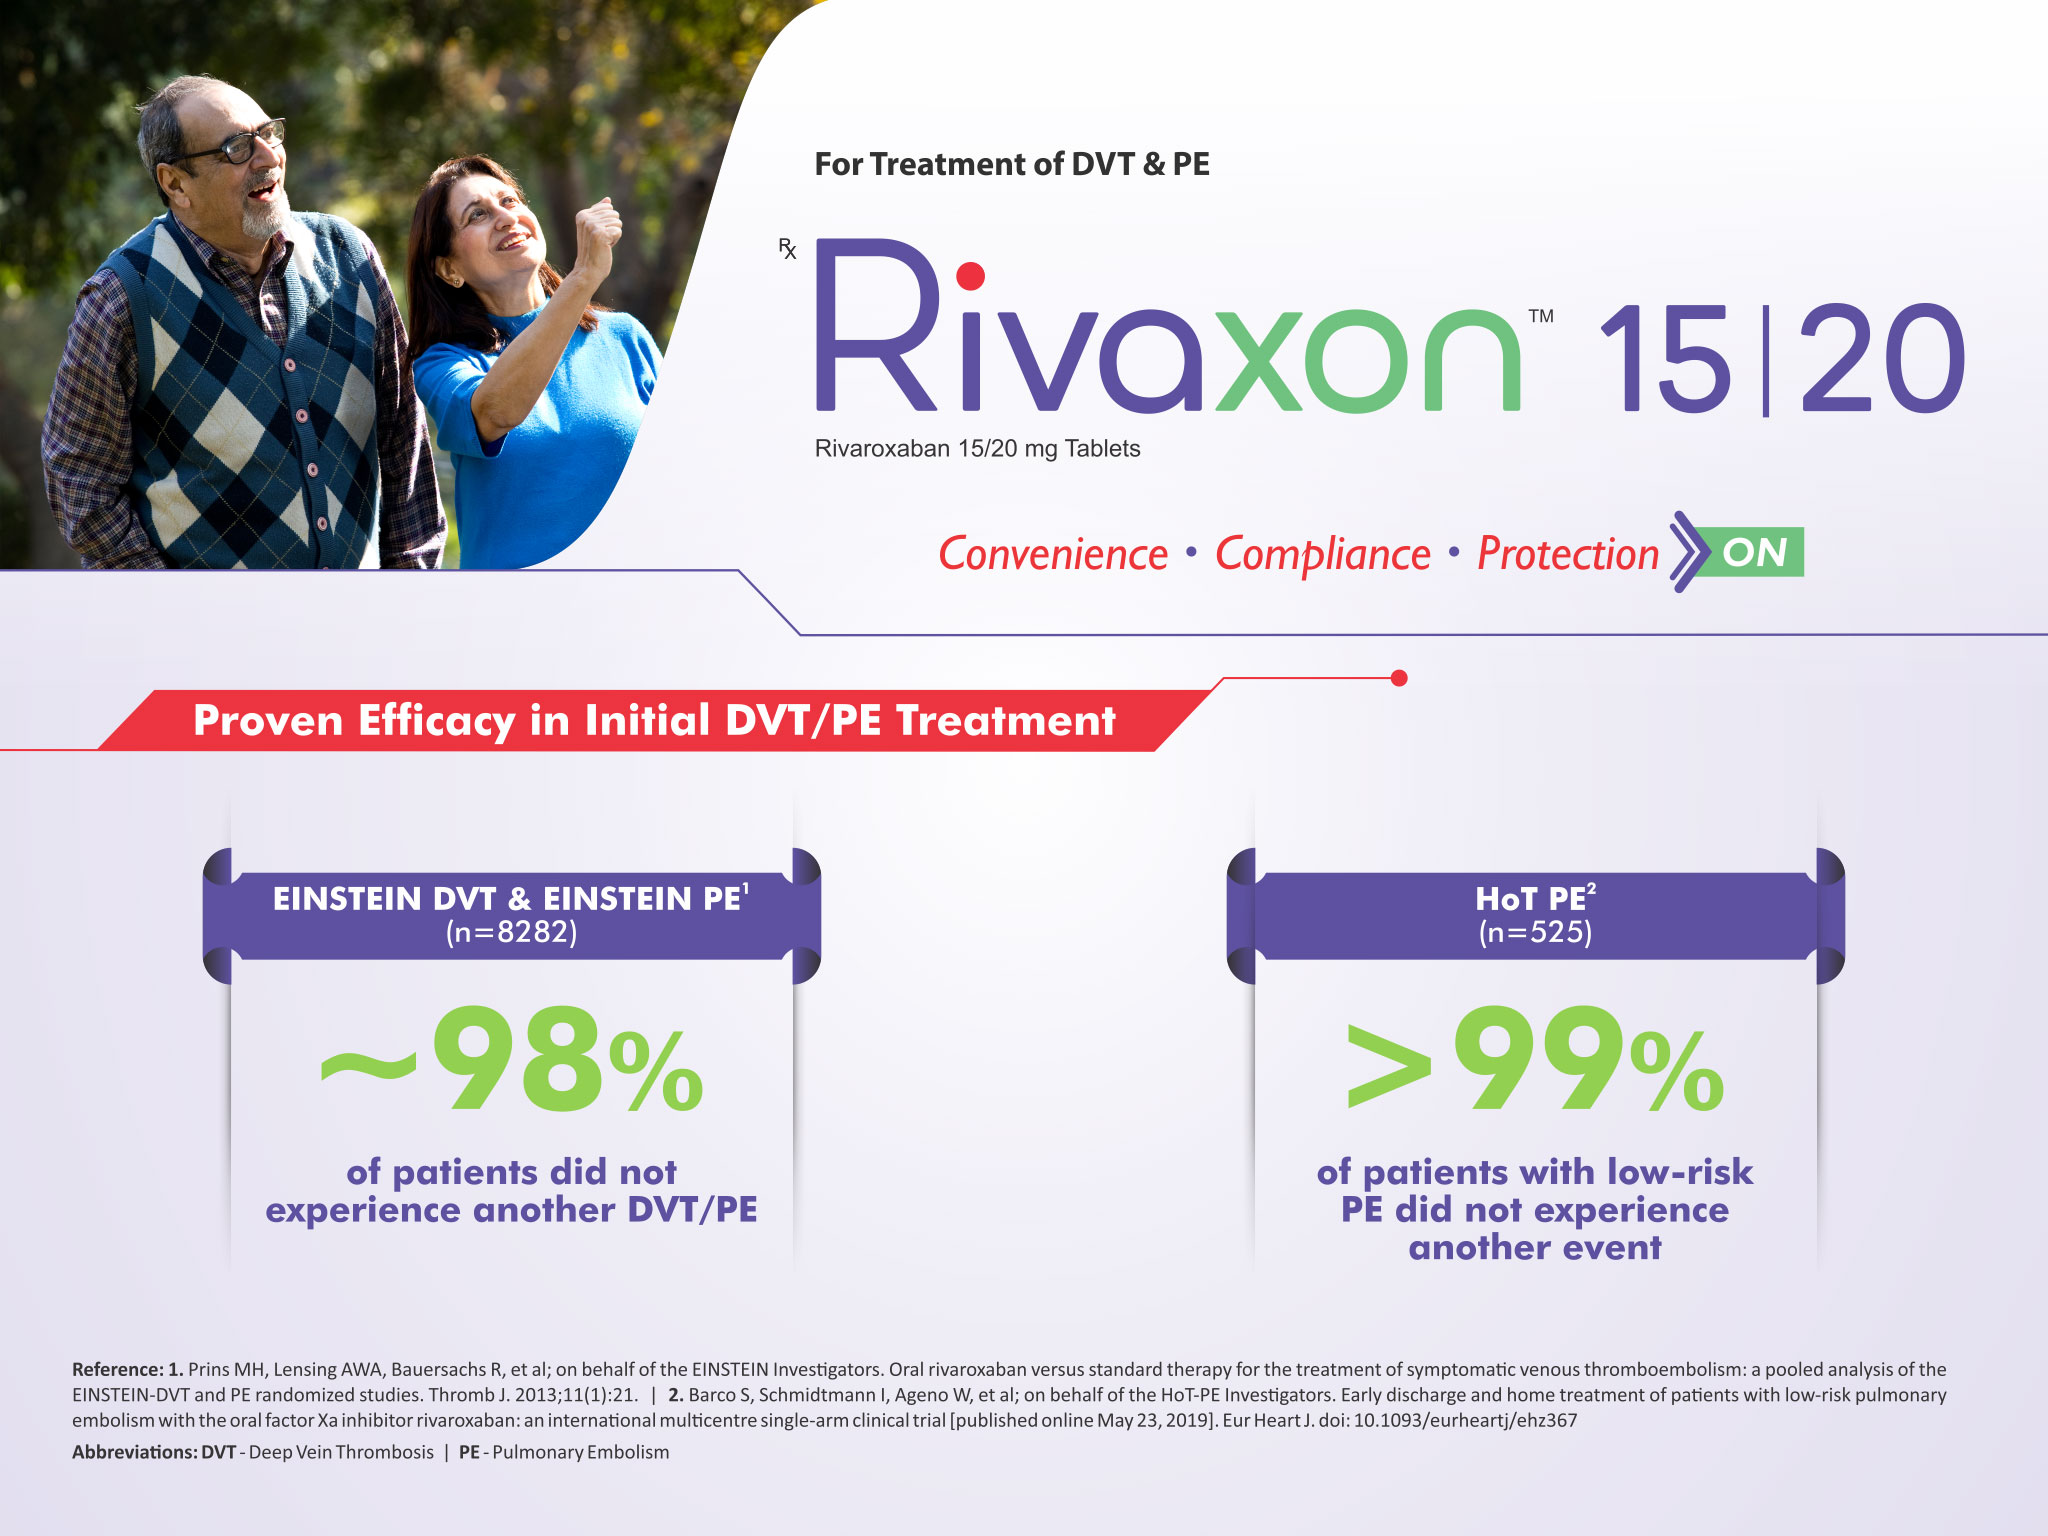 For Treatment of DVT & PE
Rx
Rivaxon™ 15|20
Rivaroxaban 15/20 mg Tablets
Convenience • Compliance • Protection ON
Proven Efficacy in Initial DVT/PE Treatment
EINSTEIN DVT & EINSTEIN PE¹
(n=8282)
~98%
of patients did not
experience another DVT/PE
HoT PE²
(n=525)
>99%
of patients with low-risk
PE did not experience
another event
Reference: 1. Prins MH, Lensing AWA, Bauersachs R, et al; on behalf of the EINSTEIN Investigators. Oral rivaroxaban versus standard therapy for the treatment of symptomatic venous thromboembolism: a pooled analysis of the
EINSTEIN-DVT and PE randomized studies. Thromb J. 2013;11(1):21. | 2. Barco S, Schmidtmann I, Ageno W, et al; on behalf of the HoT-PE Investigators. Early discharge and home treatment of patients with low-risk pulmonary
embolism with the oral factor Xa inhibitor rivaroxaban: an international multicentre single-arm clinical trial [published online May 23, 2019]. Eur Heart J. doi: 10.1093/eurheartj/ehz367
Abbreviations: DVT - Deep Vein Thrombosis | PE - Pulmonary Embolism